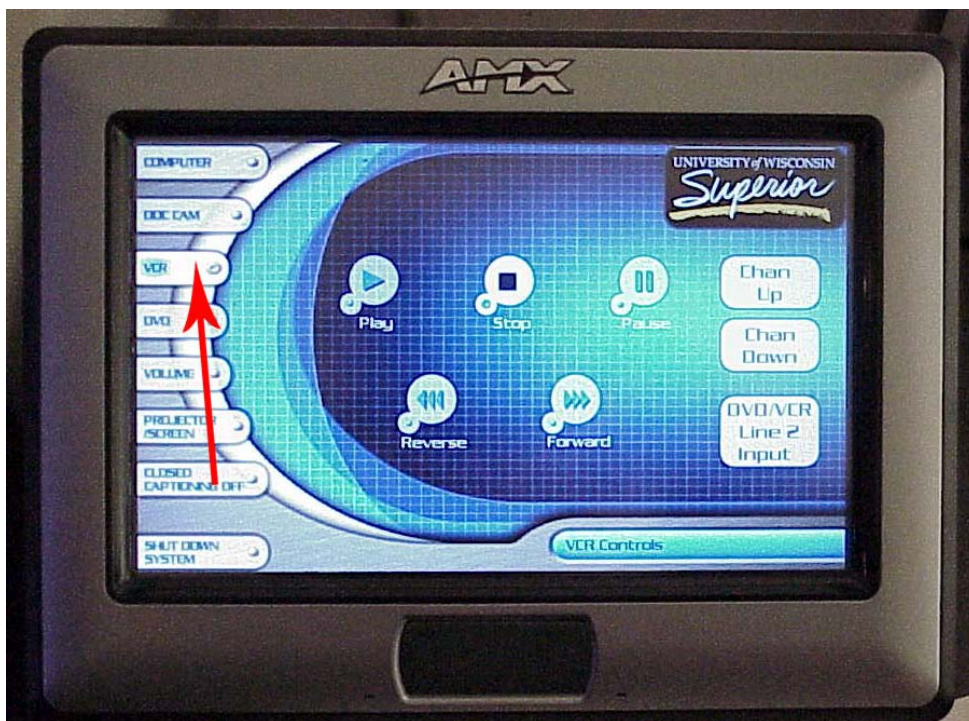 AMX
COMPUTER
UNIVERSITY of WISCONSIN
Superior
DOC CAM
VCR
DVD
VOLUME
PROJECTOR
/SCREEN
CLOSED
CAPTIONING OFF
SHUT DOWN
SYSTEM
Play
Stop
Pause
Reverse
Forward
Chan
Up
Chan
Down
DVD/VCR
Line 2
Input
VCR Controls